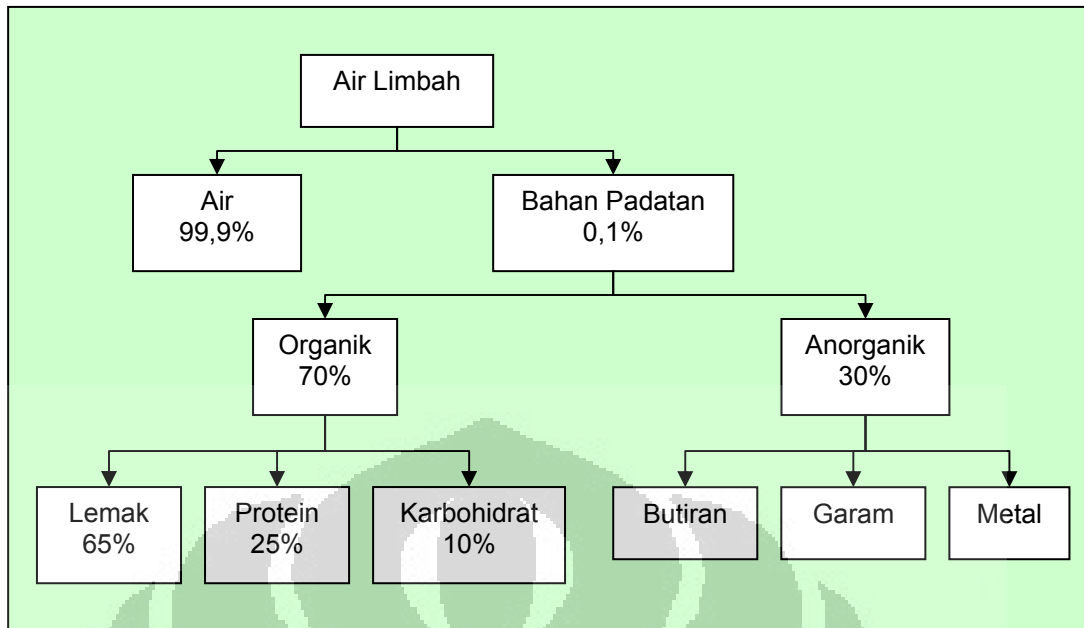 Air Limbah
Air
99,9%
Bahan Padatan
0,1%
Organik
70%
Anorganik
30%
Lemak
65%
Protein
25%
Karbohidrat
10%
Butiran
Garam
Metal